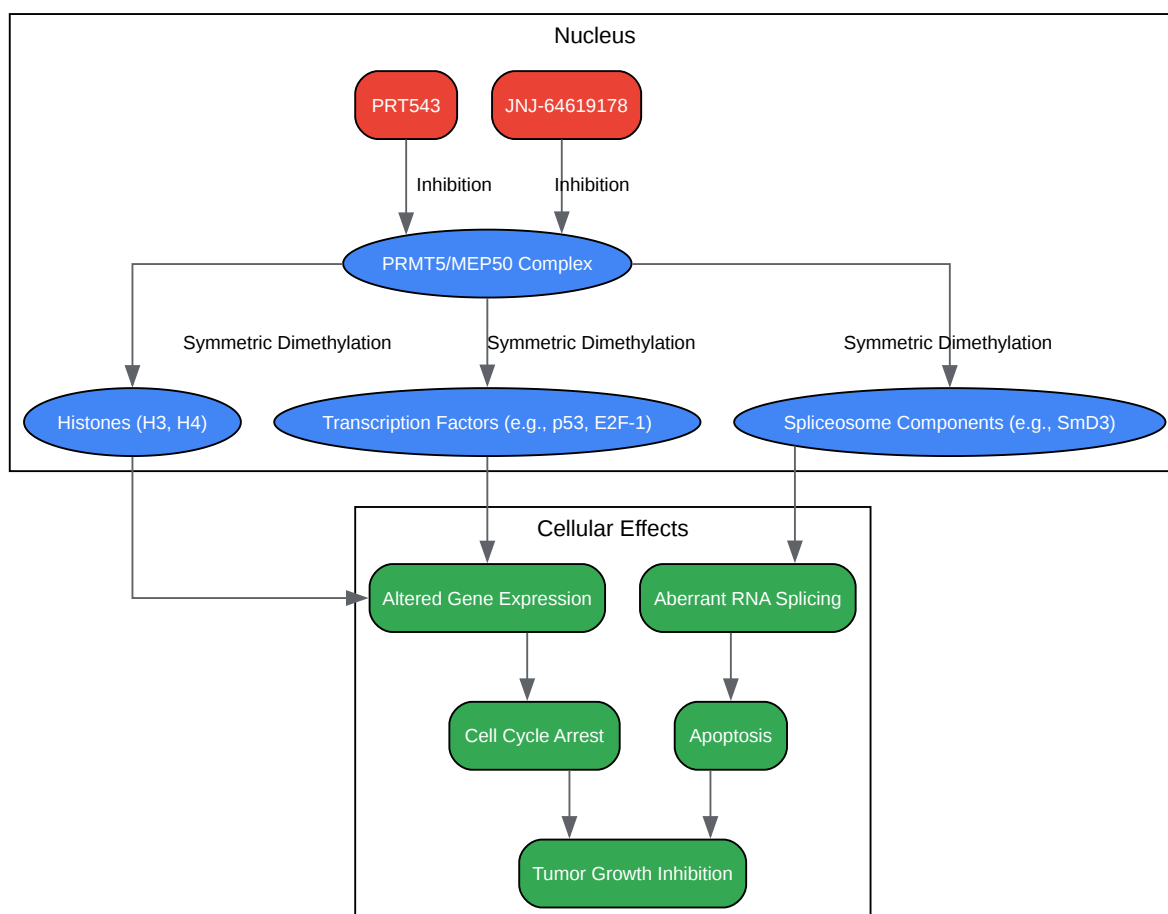 Nucleus
PRT543
JNJ-64619178
Inhibition
Inhibition
PRMT5/MEP50 Complex
Symmetric Dimethylation
Symmetric Dimethylation
Symmetric Dimethylation
Histones (H3, H4)
Transcription Factors (e.g., p53, E2F-1)
Spliceosome Components (e.g., SmD3)
Cellular Effects
Altered Gene Expression
Aberrant RNA Splicing
Cell Cycle Arrest
Apoptosis
Tumor Growth Inhibition